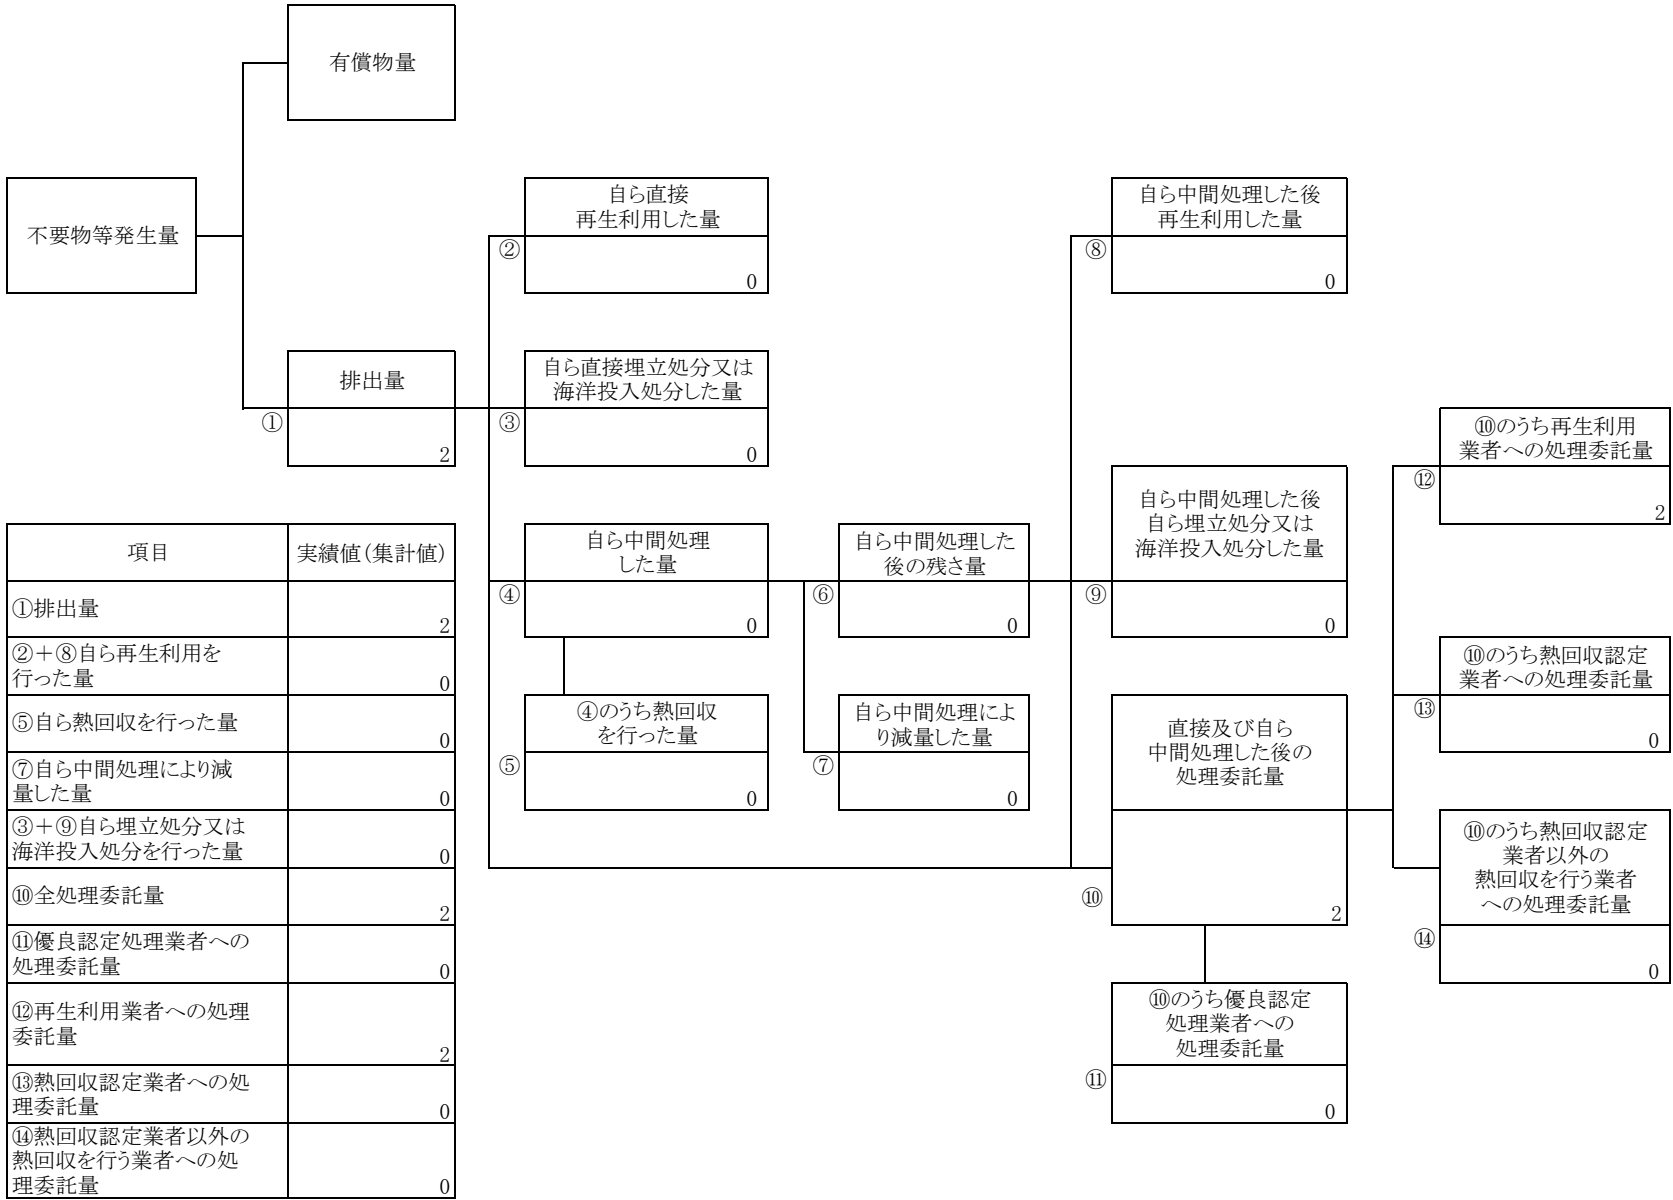 有償物量
不要物等発生量
自ら直接
再生利用した量
②
0
自ら中間処理した後
再生利用した量
⑧
0
排出量
①
2
自ら直接埋立処分又は
海洋投入処分した量
③
0
⑩のうち再生利用
業者への処理委託量
⑫
2
自ら中間処理
した量
④
0
自ら中間処理した
後の残さ量
⑥
0
自ら中間処理した後
自ら埋立処分又は
海洋投入処分した量
⑨
0
⑩のうち熱回収認定
業者への処理委託量
⑬
0
④のうち熱回収
を行った量
⑤
0
自ら中間処理によ
り減量した量
⑦
0
直接及び自ら
中間処理した後の
処理委託量
⑩
2
⑩のうち熱回収認定
業者以外の
熱回収を行う業者
への処理委託量
⑭
0
⑩のうち優良認定
処理業者への
処理委託量
⑪
0
項目 実績値(集計値)
①排出量
2
②＋⑧自ら再生利用を
行った量
0
⑤自ら熱回収を行った量
0
⑦自ら中間処理により減
量した量
0
③＋⑨自ら埋立処分又は
海洋投入処分を行った量
0
⑩全処理委託量
2
⑪優良認定処理業者への
処理委託量
0
⑫再生利用業者への処理
委託量
2
⑬熱回収認定業者への処
理委託量
0
⑭熱回収認定業者以外の
熱回収を行う業者への処
理委託量
0